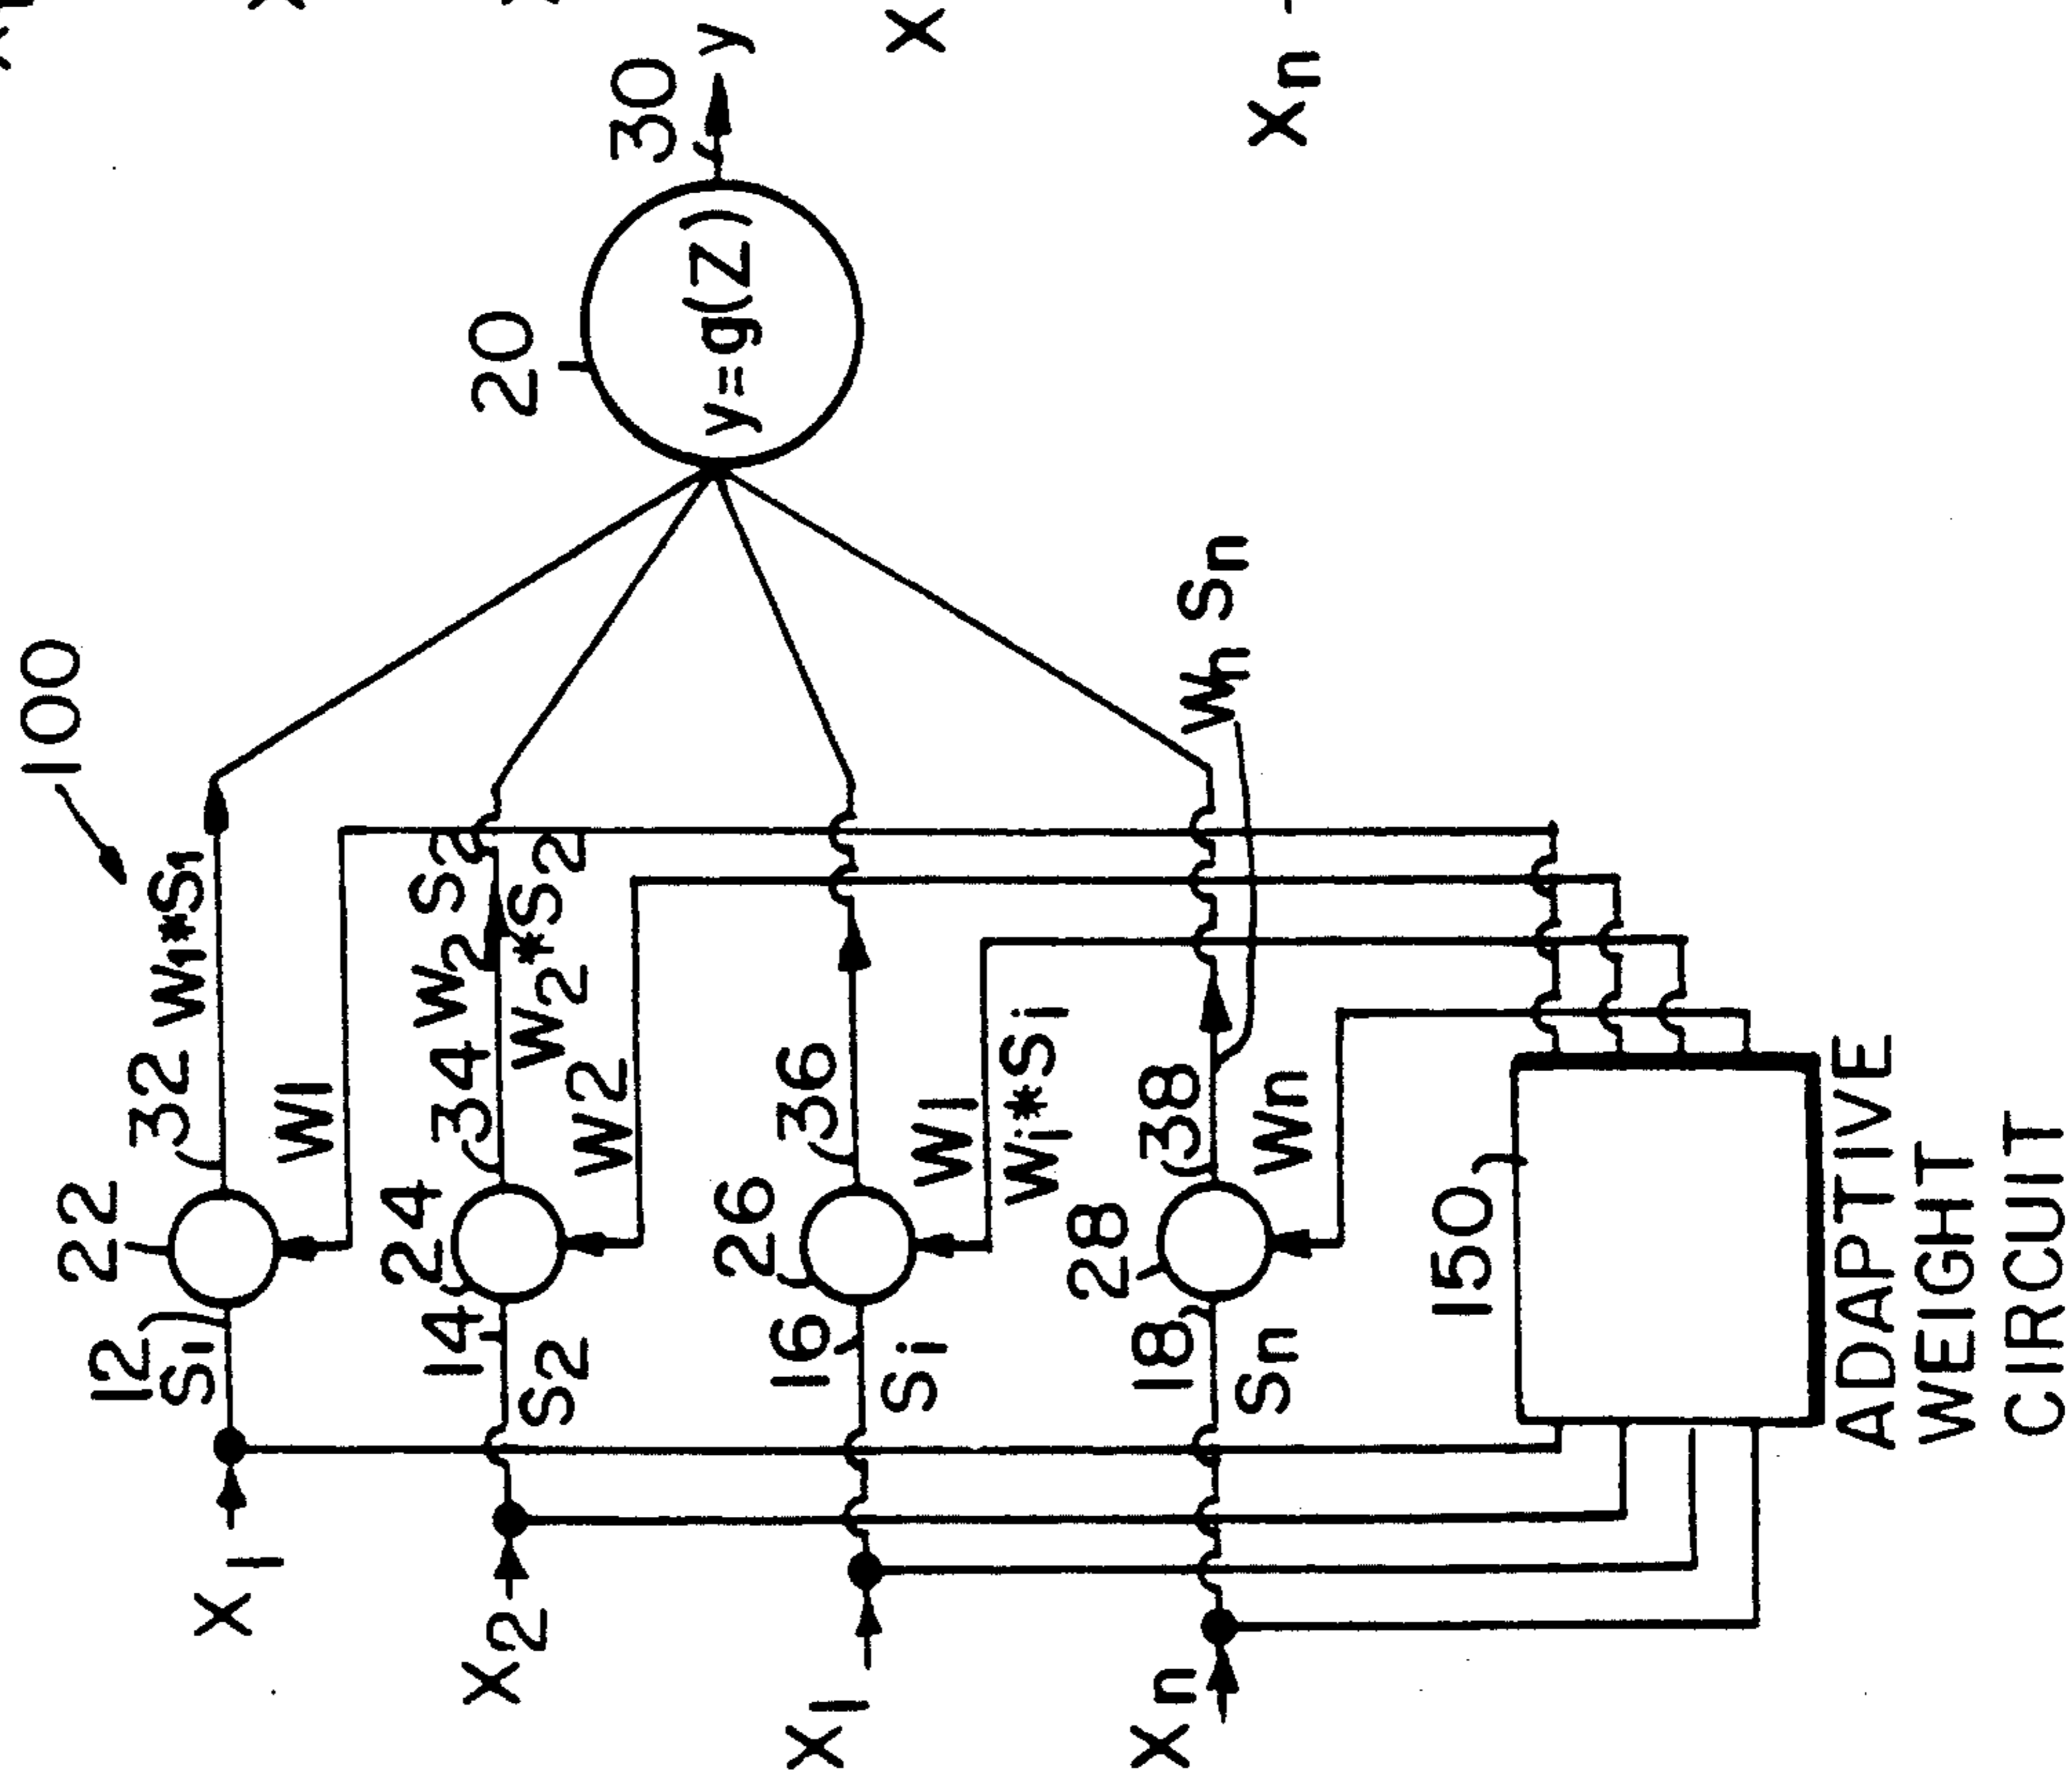 100
X1
12
S1
22
32
W1*S1
W1
X2
14
S2
24
34
W2 S2
W2*S2
W2
20
y=g(Z)
30
y
X1
16
Si
26
36
W1
Wi*Si
Xn
18
Sn
28
38
Wn
Wn Sn
150
ADAPTIVE
WEIGHT
CIRCUIT
X
Xn